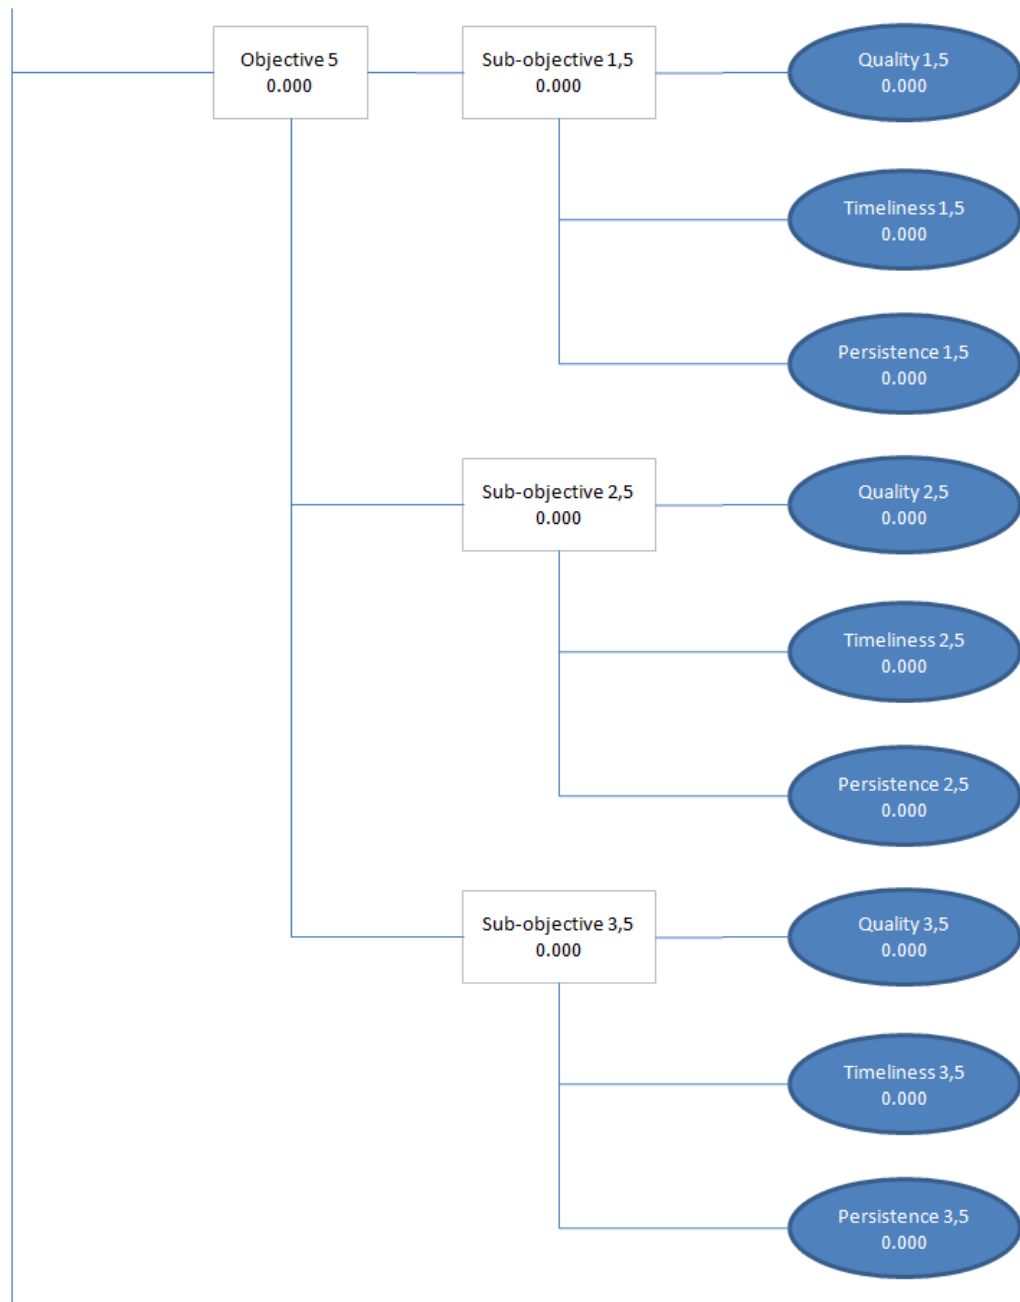 Objective 5
0.000
Sub-objective 1,5
0.000
Quality 1,5
0.000
Timeliness 1,5
0.000
Persistence 1,5
0.000
Sub-objective 2,5
0.000
Quality 2,5
0.000
Timeliness 2,5
0.000
Persistence 2,5
0.000
Sub-objective 3,5
0.000
Quality 3,5
0.000
Timeliness 3,5
0.000
Persistence 3,5
0.000